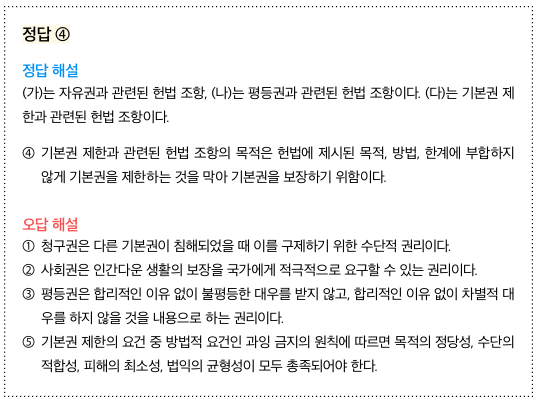 정답 ④
정답 해설
(가)는 자유권과 관련된 헌법 조항, (나)는 평등권과 관련된 헌법 조항이다. (다)는 기본권 제
한과 관련된 헌법 조항이다.
④ 기본권 제한과 관련된 헌법 조항의 목적은 헌법에 제시된 목적, 방법, 한계에 부합하지
않게 기본권을 제한하는 것을 막아 기본권을 보장하기 위함이다.
오답 해설
① 청구권은 다른 기본권이 침해되었을 때 이를 구제하기 위한 수단적 권리이다.
② 사회권은 인간다운 생활의 보장을 국가에게 적극적으로 요구할 수 있는 권리이다.
③ 평등권은 합리적인 이유 없이 불평등한 대우를 받지 않고, 합리적인 이유 없이 차별적 대
우를 하지 않을 것을 내용으로 하는 권리이다.
⑤ 기본권 제한의 요건 중 방법적 요건인 과잉 금지의 원칙에 따르면 목적의 정당성, 수단의
적합성, 피해의 최소성, 법익의 균형성이 모두 충족되어야 한다.